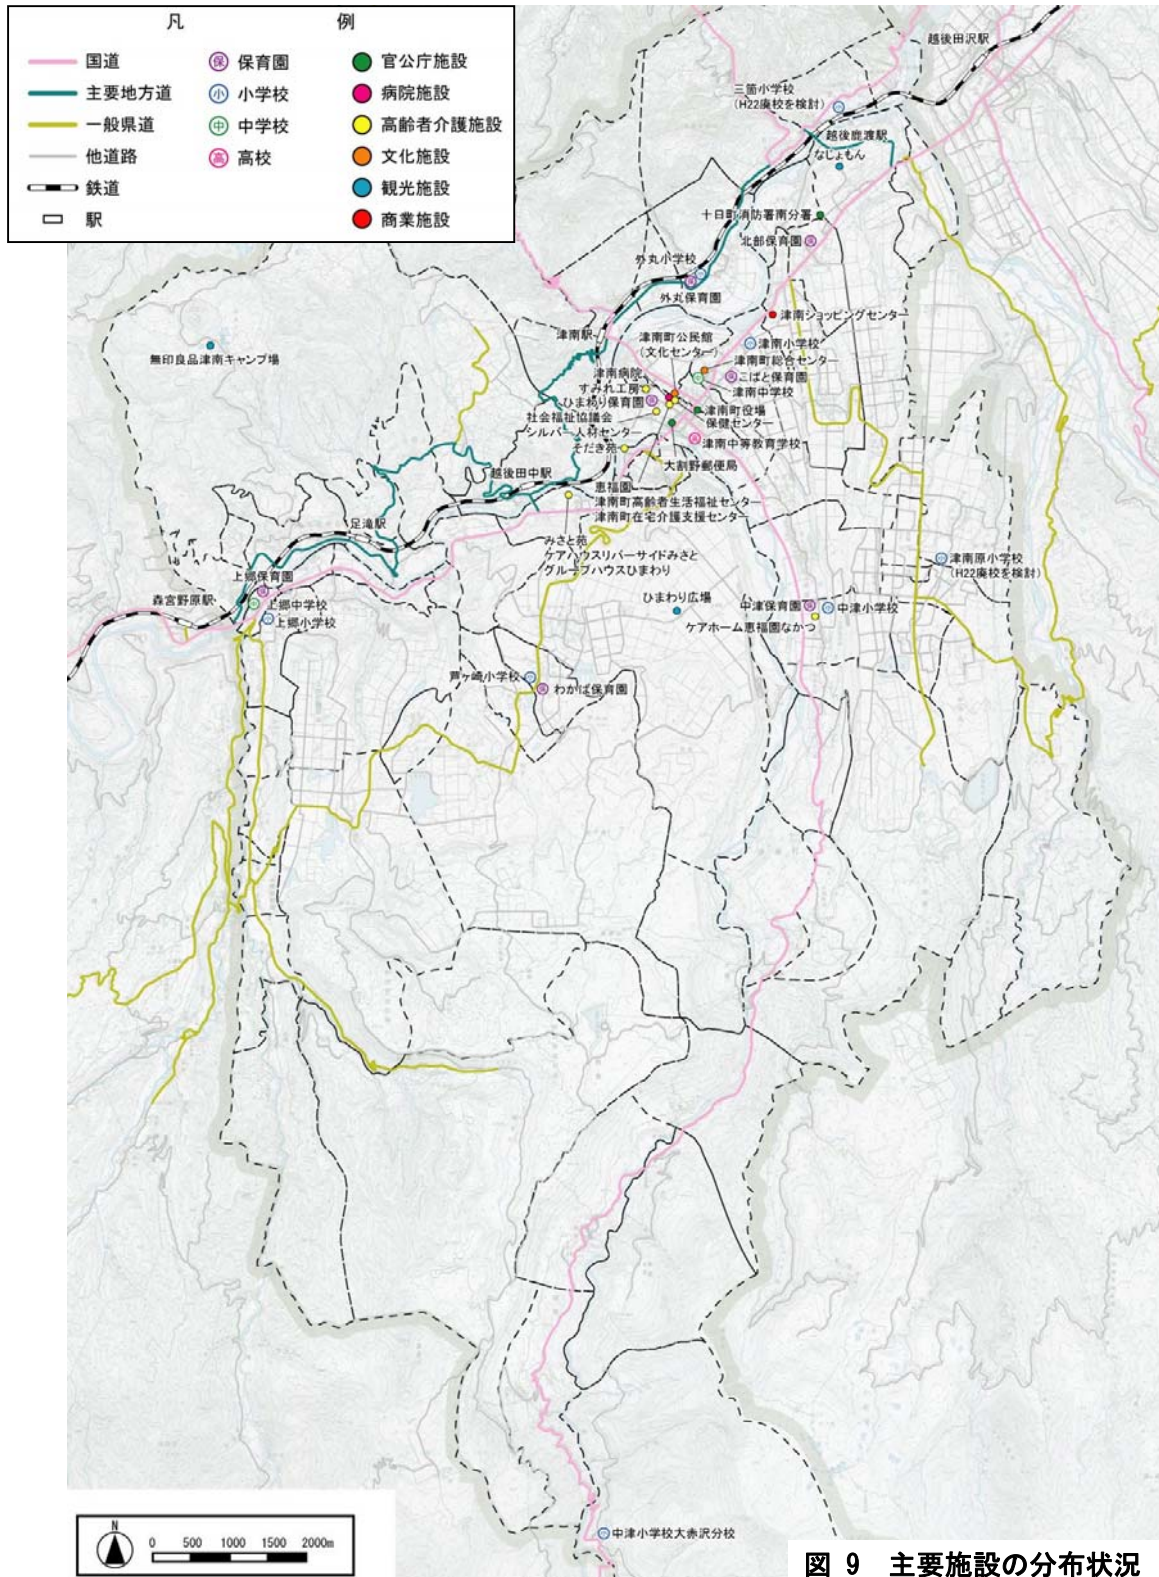 凡 例
国道
主要地方道
一般県道
他道路
鉄道
駅
保 保育園
小 小学校
中 中学校
高 高校
官公庁施設
病院施設
高齢者介護施設
文化施設
観光施設
商業施設
越後田沢駅
三箇小学校
(H22廃校を検討)
越後鹿渡駅
なじょもん
十日町消防署南分署
北部保育園
外丸小学校
外丸保育園
津南ショッピングセンター
津南駅
津南町公民館
(文化センター)
津南小学校
津南町総合センター
こばと保育園
津南中学校
無印良品津南キャンプ場
津南病院
すみれ工房
ひまわり保育園
社会福祉協議会
シルバー人材センター
そだき苑
津南町役場
保健センター
津南中等教育学校
大割野郵便局
越後田中駅
恵福園
津南町高齢者生活福祉センター
津南町在宅介護支援センター
足滝駅
みさと苑
ケアハウスリバーサイドみさと
グループハウスひまわり
津南原小学校
(H22廃校を検討)
上郷保育園
森宮野原駅
上郷中学校
上郷小学校
ひまわり広場
中津保育園
中津小学校
ケアホーム恵福園なかつ
芦ヶ崎小学校
わかば保育園
中津小学校大赤沢分校
N
0 500 1000 1500 2000m
図 9 主要施設の分布状況